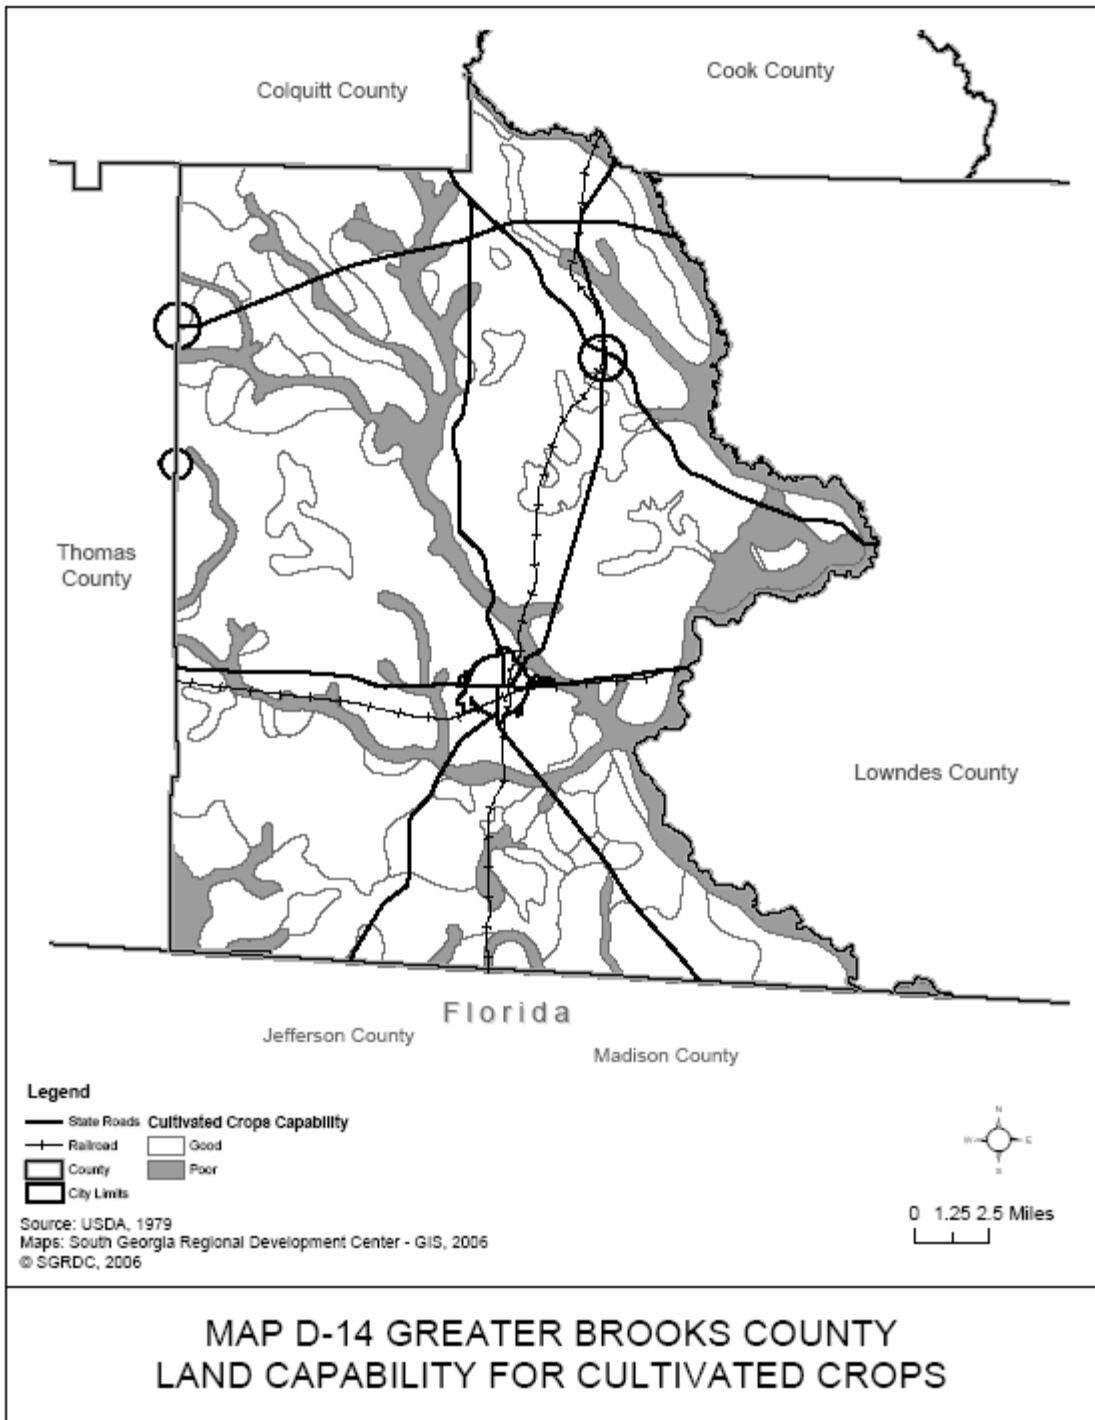 Colquitt County
Cook County
Thomas
County
Lowndes County
Florida
Jefferson County
Madison County
Legend
State Roads
Railroad
County
City Limits
Cultivated Crops Capability
Good
Poor
N
W E
S
0 1.25 2.5 Miles
Source: USDA, 1979
Maps: South Georgia Regional Development Center - GIS, 2006
© SGRDC, 2006
MAP D-14 GREATER BROOKS COUNTY
LAND CAPABILITY FOR CULTIVATED CROPS